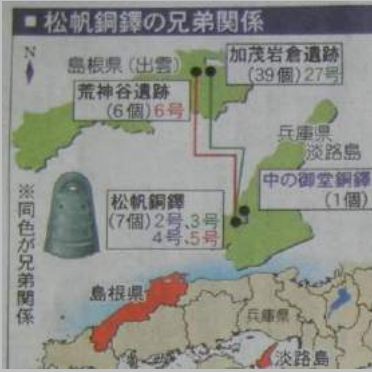 ■松帆銅鐸の兄弟関係
N
島根県(出雲)
加茂岩倉遺跡
(39個)27号
荒神谷遺跡
(6個)6号
兵庫県
淡路島
中の御堂銅鐸
(1個)
松帆銅鐸
(7個)2号、3号
4号、5号
※同色が兄弟関係
島根県
兵庫県
淡路島